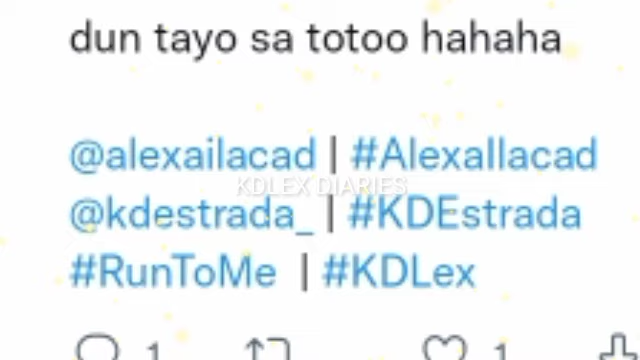 dun tayo sa totoo hahaha
@alexailacad | #AlexaIlacad
KDLEX DIARIES
@kdestrada_ | #KDEstrada
#RunToMe | #KDLex
1 1